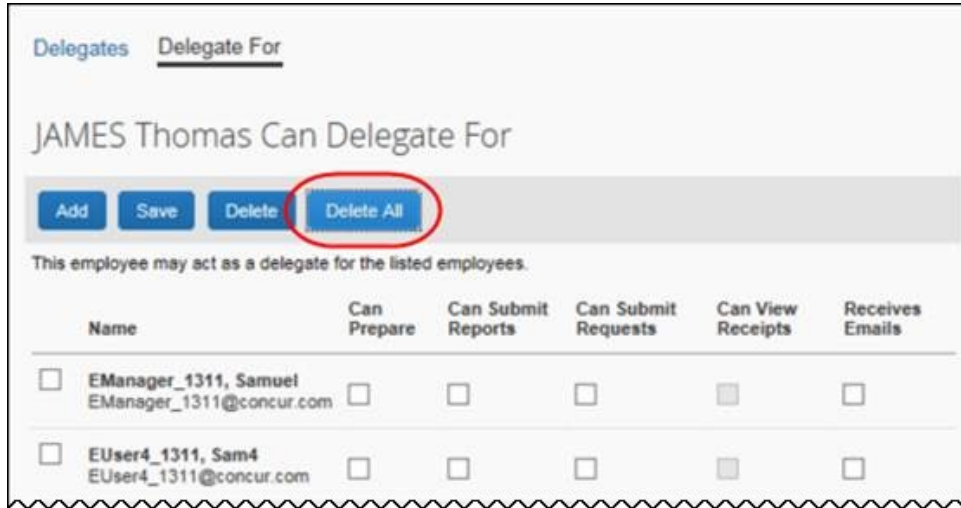 Delegates Delegate For
JAMES Thomas Can Delegate For
Add Save Delete Delete All
This employee may act as a delegate for the listed employees.
Name Can Prepare Can Submit Reports Can Submit Requests Can View Receipts Receives Emails
EManager_1311, Samuel
EManager_1311@concur.com
EUser4_1311, Sam4
EUser4_1311@concur.com